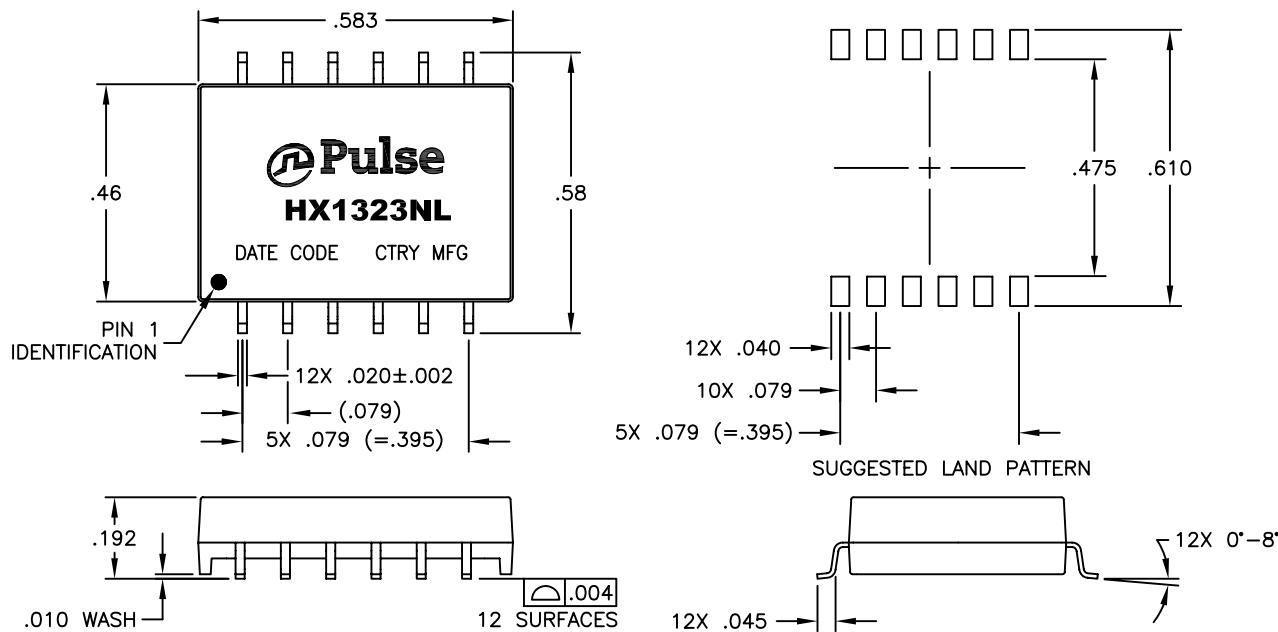 .583
.46
Pulse
HX1323NL
DATE CODE CTRY MFG
.58
PIN 1
IDENTIFICATION
12X .020±.002
(.079)
5X .079 (=.395)
.475
.610
12X .040
10X .079
5X .079 (=.395)
SUGGESTED LAND PATTERN
.192
.010 WASH
.004
12 SURFACES
12X 0°-8°
12X .045